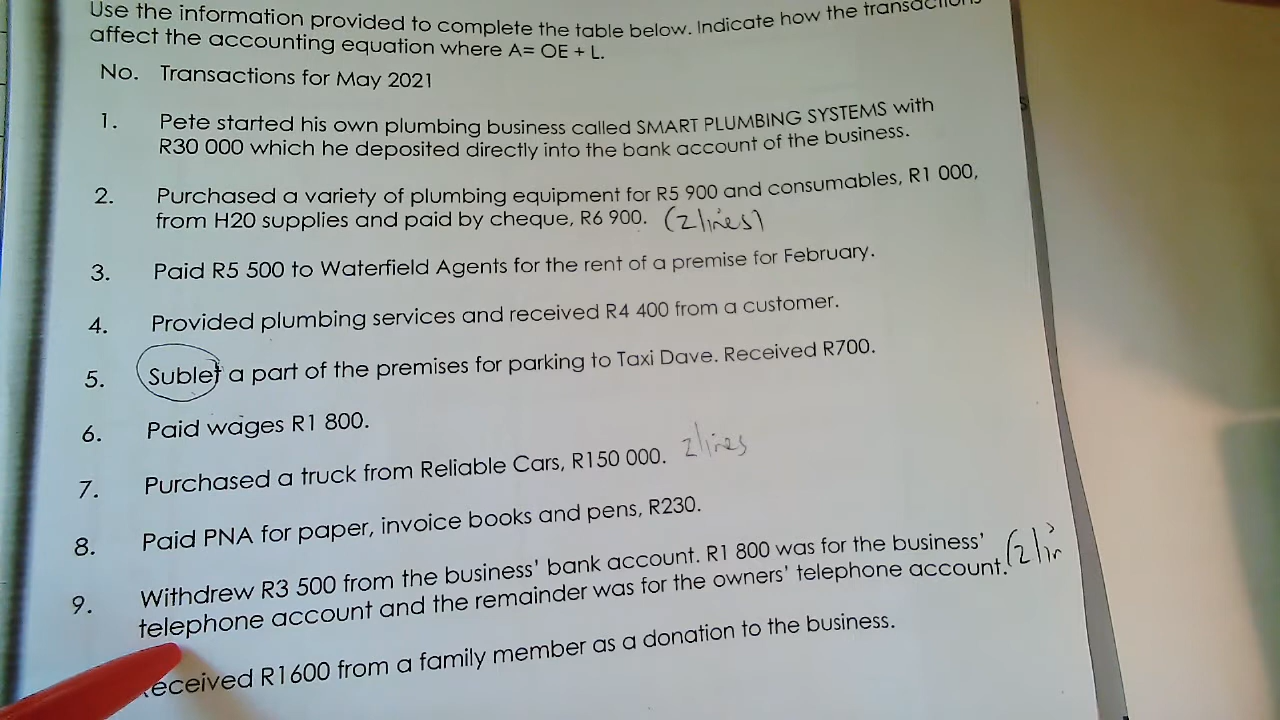 Use the information provided to complete the table below. Indicate how the transactions
affect the accounting equation where A= OE + L.
No. Transactions for May 2021
1. Pete started his own plumbing business called SMART PLUMBING SYSTEMS with
R30 000 which he deposited directly into the bank account of the business.
2. Purchased a variety of plumbing equipment for R5 900 and consumables, R1 000,
from H20 supplies and paid by cheque, R6 900. (2 lines)
3. Paid R5 500 to Waterfield Agents for the rent of a premise for February.
4. Provided plumbing services and received R4 400 from a customer.
5. Sublet a part of the premises for parking to Taxi Dave. Received R700.
6. Paid wages R1 800.
7. Purchased a truck from Reliable Cars, R150 000. 2 lines
8. Paid PNA for paper, invoice books and pens, R230.
9. Withdrew R3 500 from the business' bank account. R1 800 was for the business'
telephone account and the remainder was for the owners' telephone account. (2 lin
eceived R1600 from a family member as a donation to the business.